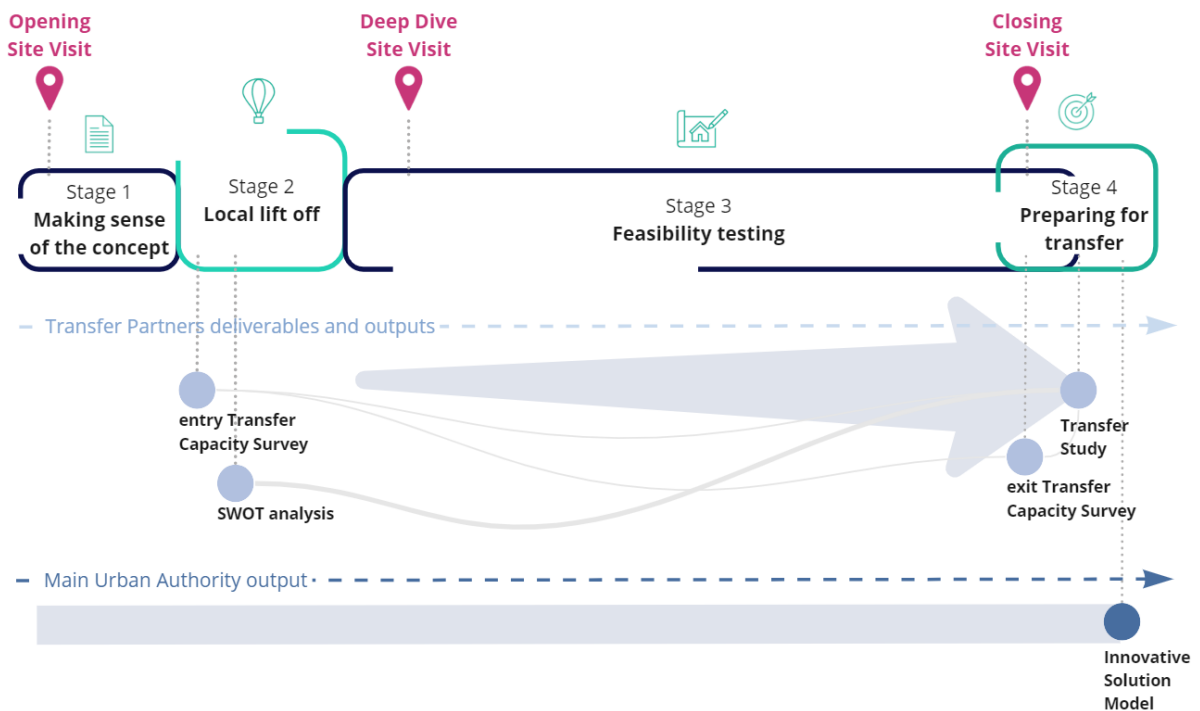 Opening
Site Visit
Deep Dive
Site Visit
Closing
Site Visit
Stage 1
Making sense
of the concept
Stage 2
Local lift off
Stage 3
Feasibility testing
Stage 4
Preparing for
transfer
Transfer Partners deliverables and outputs
entry Transfer
Capacity Survey
SWOT analysis
Transfer
Study
exit Transfer
Capacity Survey
Main Urban Authority output
Innovative
Solution
Model